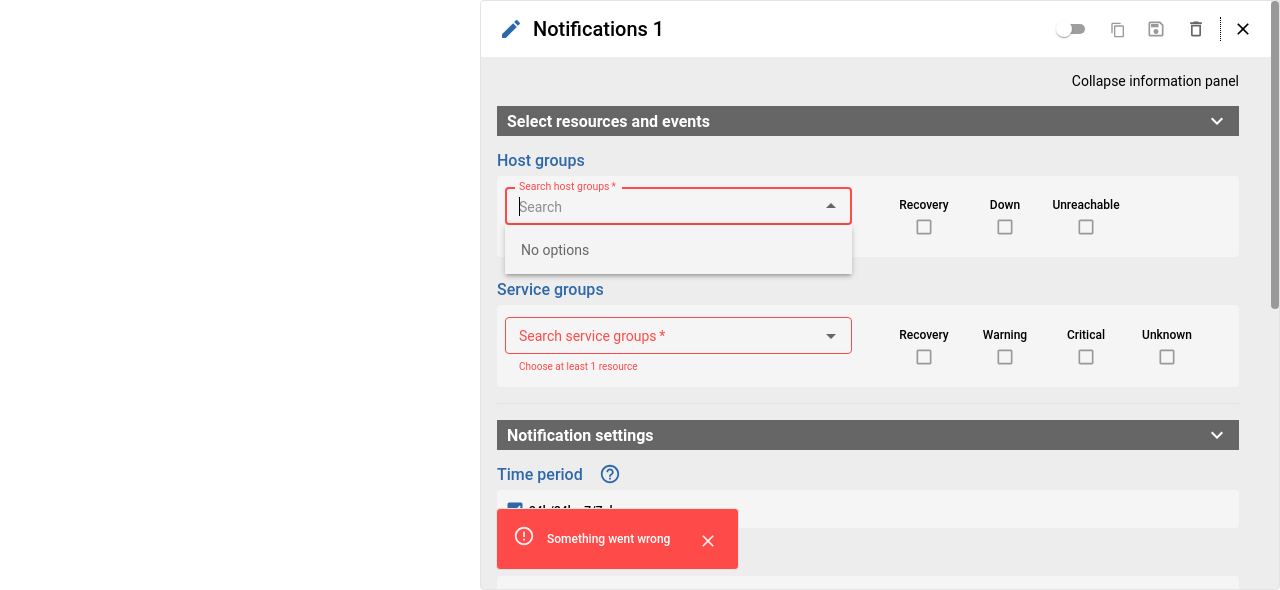 Notifications 1
Collapse information panel
Select resources and events
Host groups
Search host groups *
Search
Recovery
Down
Unreachable
No options
Service groups
Search service groups *
Recovery
Warning
Critical
Unknown
Choose at least 1 resource
Notification settings
Time period
Something went wrong